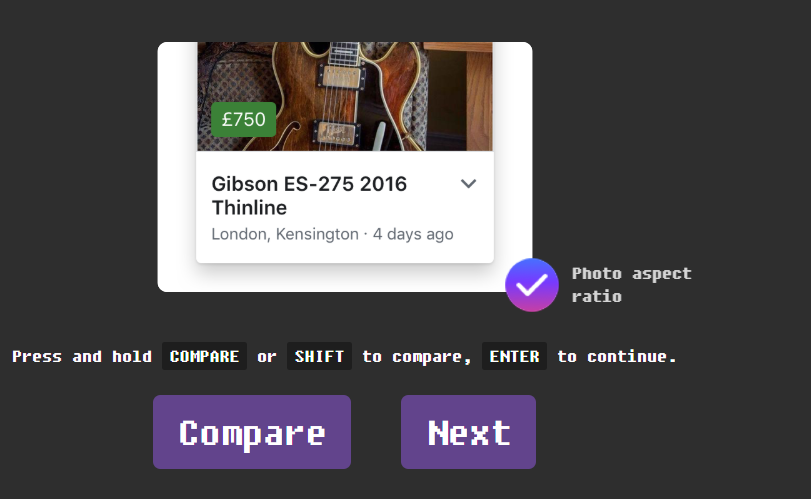 £750
Gibson ES-275 2016
Thinline
London, Kensington · 4 days ago
Photo aspect
ratio
Press and hold COMPARE or SHIFT to compare, ENTER to continue.
Compare
Next